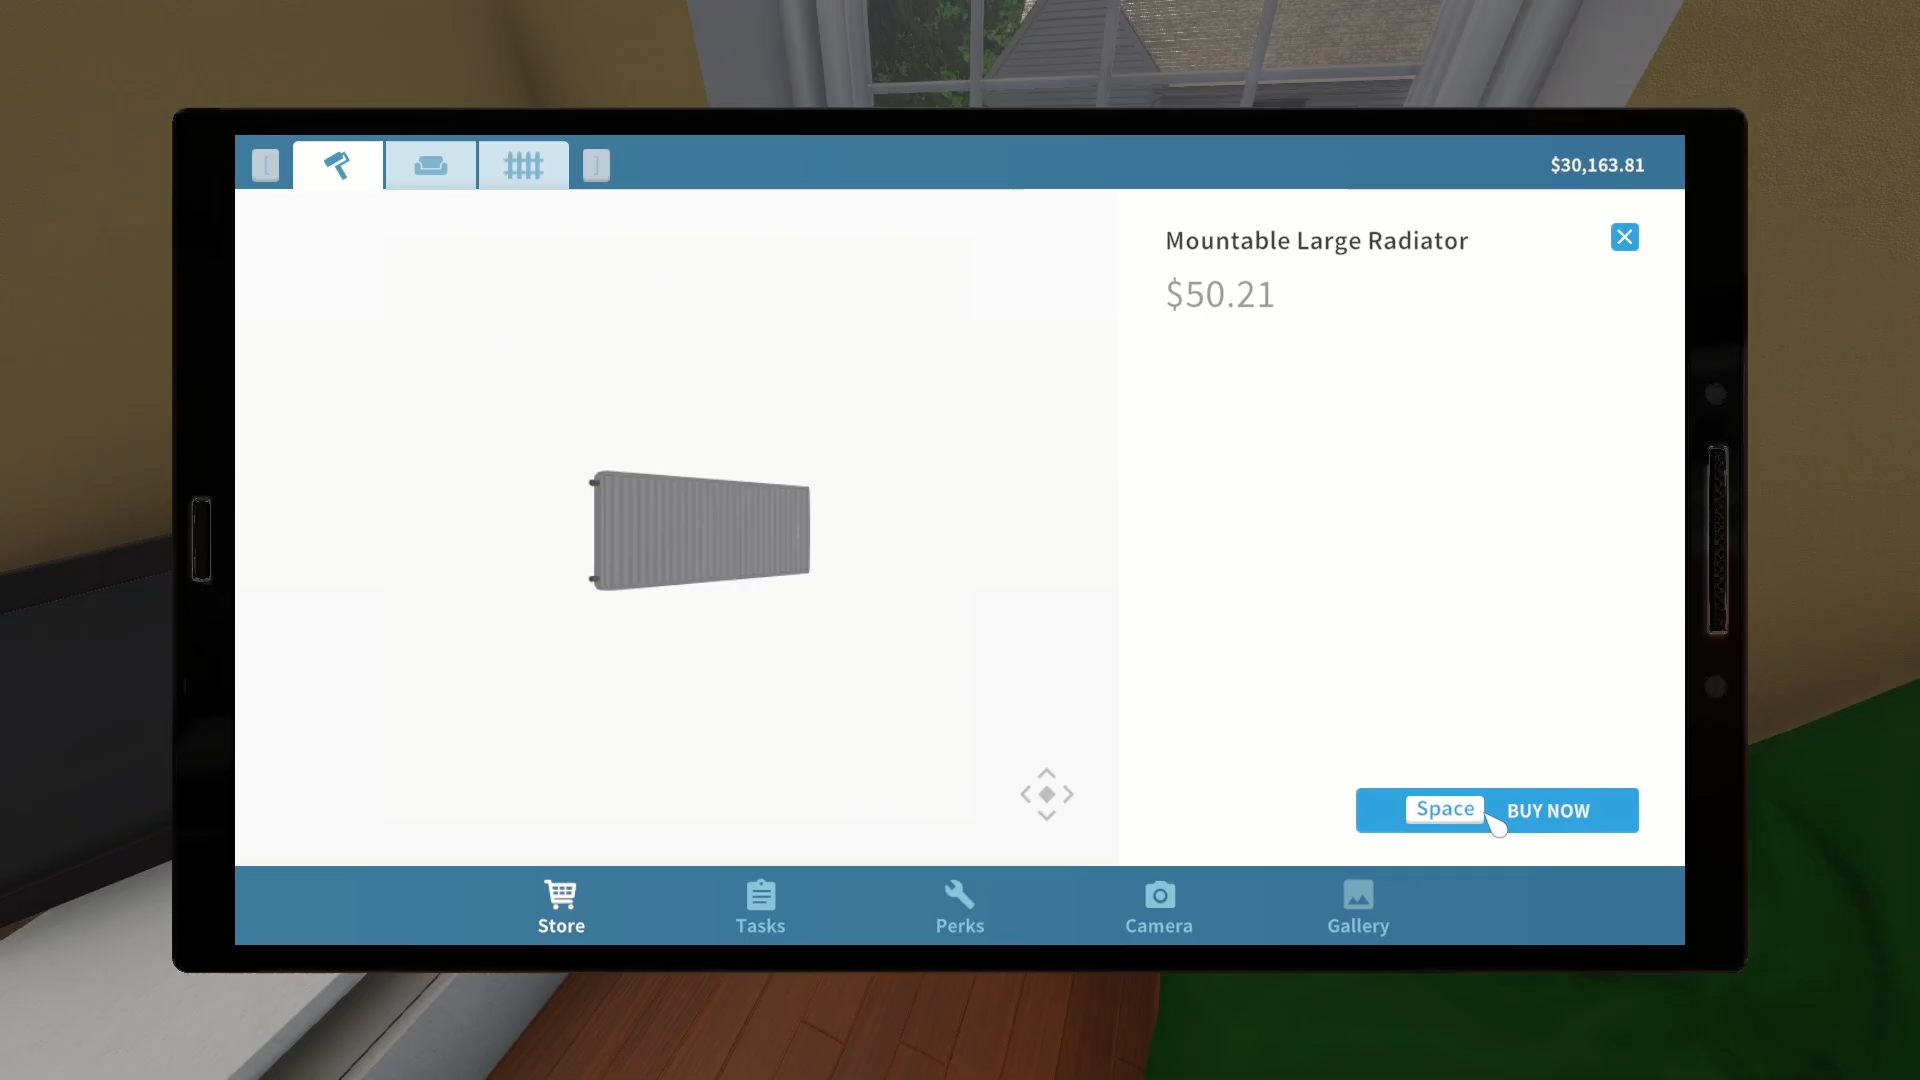 [
]
$30,163.81
Mountable Large Radiator
$50.21
Space BUY NOW
Store
Tasks
Perks
Camera
Gallery